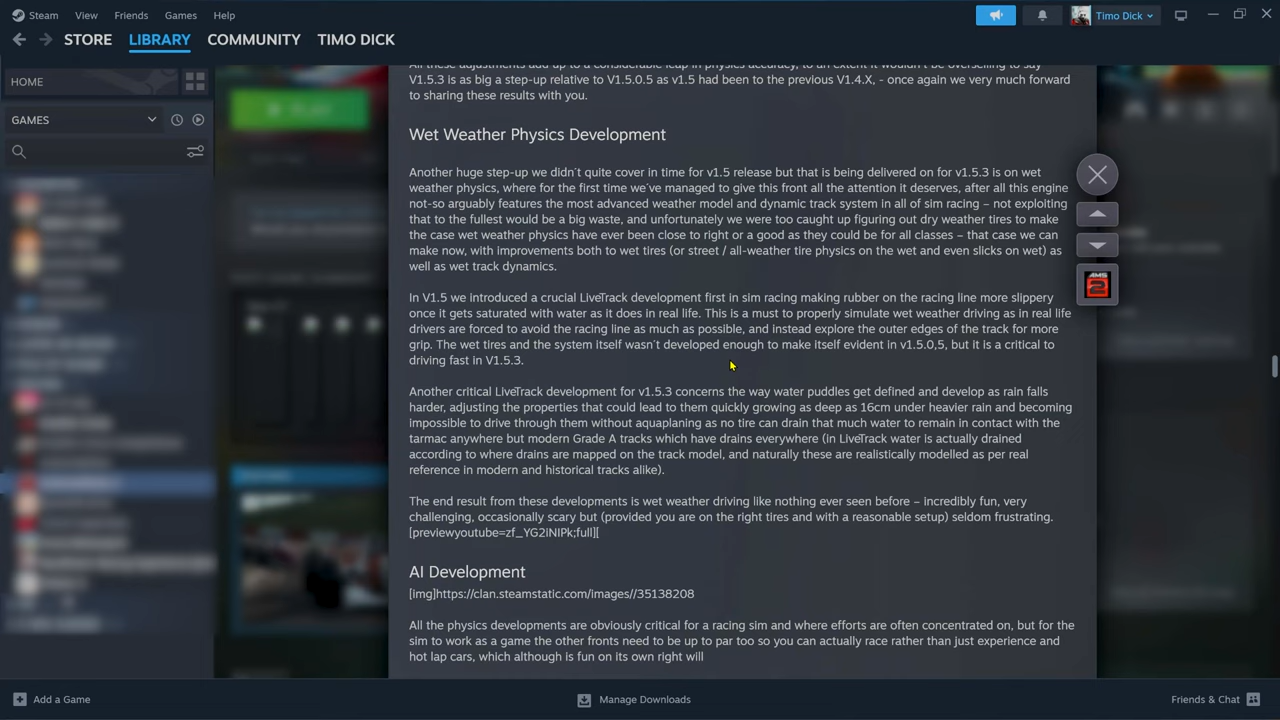 Steam View Friends Games Help
Timo Dick
STORE LIBRARY COMMUNITY TIMO DICK
All these adjustments add up to a considerable leap in physics accuracy, to an extent it wouldn't be overselling to say
HOME
V1.5.3 is as big a step-up relative to V1.5.0.5 as v1.5 had been to the previous V1.4.X, - once again we very much forward
to sharing these results with you.
PLAY
GAMES
Wet Weather Physics Development
Another huge step-up we didn´t quite cover in time for v1.5 release but that is being delivered on for v1.5.3 is on wet
weather physics, where for the first time we´ve managed to give this front all the attention it deserves, after all this engine
not-so arguably features the most advanced weather model and dynamic track system in all of sim racing – not exploiting
that to the fullest would be a big waste, and unfortunately we were too caught up figuring out dry weather tires to make
the case wet weather physics have ever been close to right or a good as they could be for all classes – that case we can
make now, with improvements both to wet tires (or street / all-weather tire physics on the wet and even slicks on wet) as
well as wet track dynamics.
AMS
2
In V1.5 we introduced a crucial LiveTrack development first in sim racing making rubber on the racing line more slippery
once it gets saturated with water as it does in real life. This is a must to properly simulate wet weather driving as in real life
drivers are forced to avoid the racing line as much as possible, and instead explore the outer edges of the track for more
grip. The wet tires and the system itself wasn´t developed enough to make itself evident in v1.5.0,5, but it is a critical to
driving fast in V1.5.3.
Another critical LiveTrack development for v1.5.3 concerns the way water puddles get defined and develop as rain falls
harder, adjusting the properties that could lead to them quickly growing as deep as 16cm under heavier rain and becoming
impossible to drive through them without aquaplaning as no tire can drain that much water to remain in contact with the
tarmac anywhere but modern Grade A tracks which have drains everywhere (in LiveTrack water is actually drained
according to where drains are mapped on the track model, and naturally these are realistically modelled as per real
reference in modern and historical tracks alike).
The end result from these developments is wet weather driving like nothing ever seen before – incredibly fun, very
challenging, occasionally scary but (provided you are on the right tires and with a reasonable setup) seldom frustrating.
[previewyoutube=zf_YG2iNIPk;full][
AI Development
[img]https://clan.steamstatic.com/images//35138208
All the physics developments are obviously critical for a racing sim and where efforts are often concentrated on, but for the
sim to work as a game the other fronts need to be up to par too so you can actually race rather than just experience and
hot lap cars, which although is fun on its own right will
Add a Game
Manage Downloads
Friends & Chat